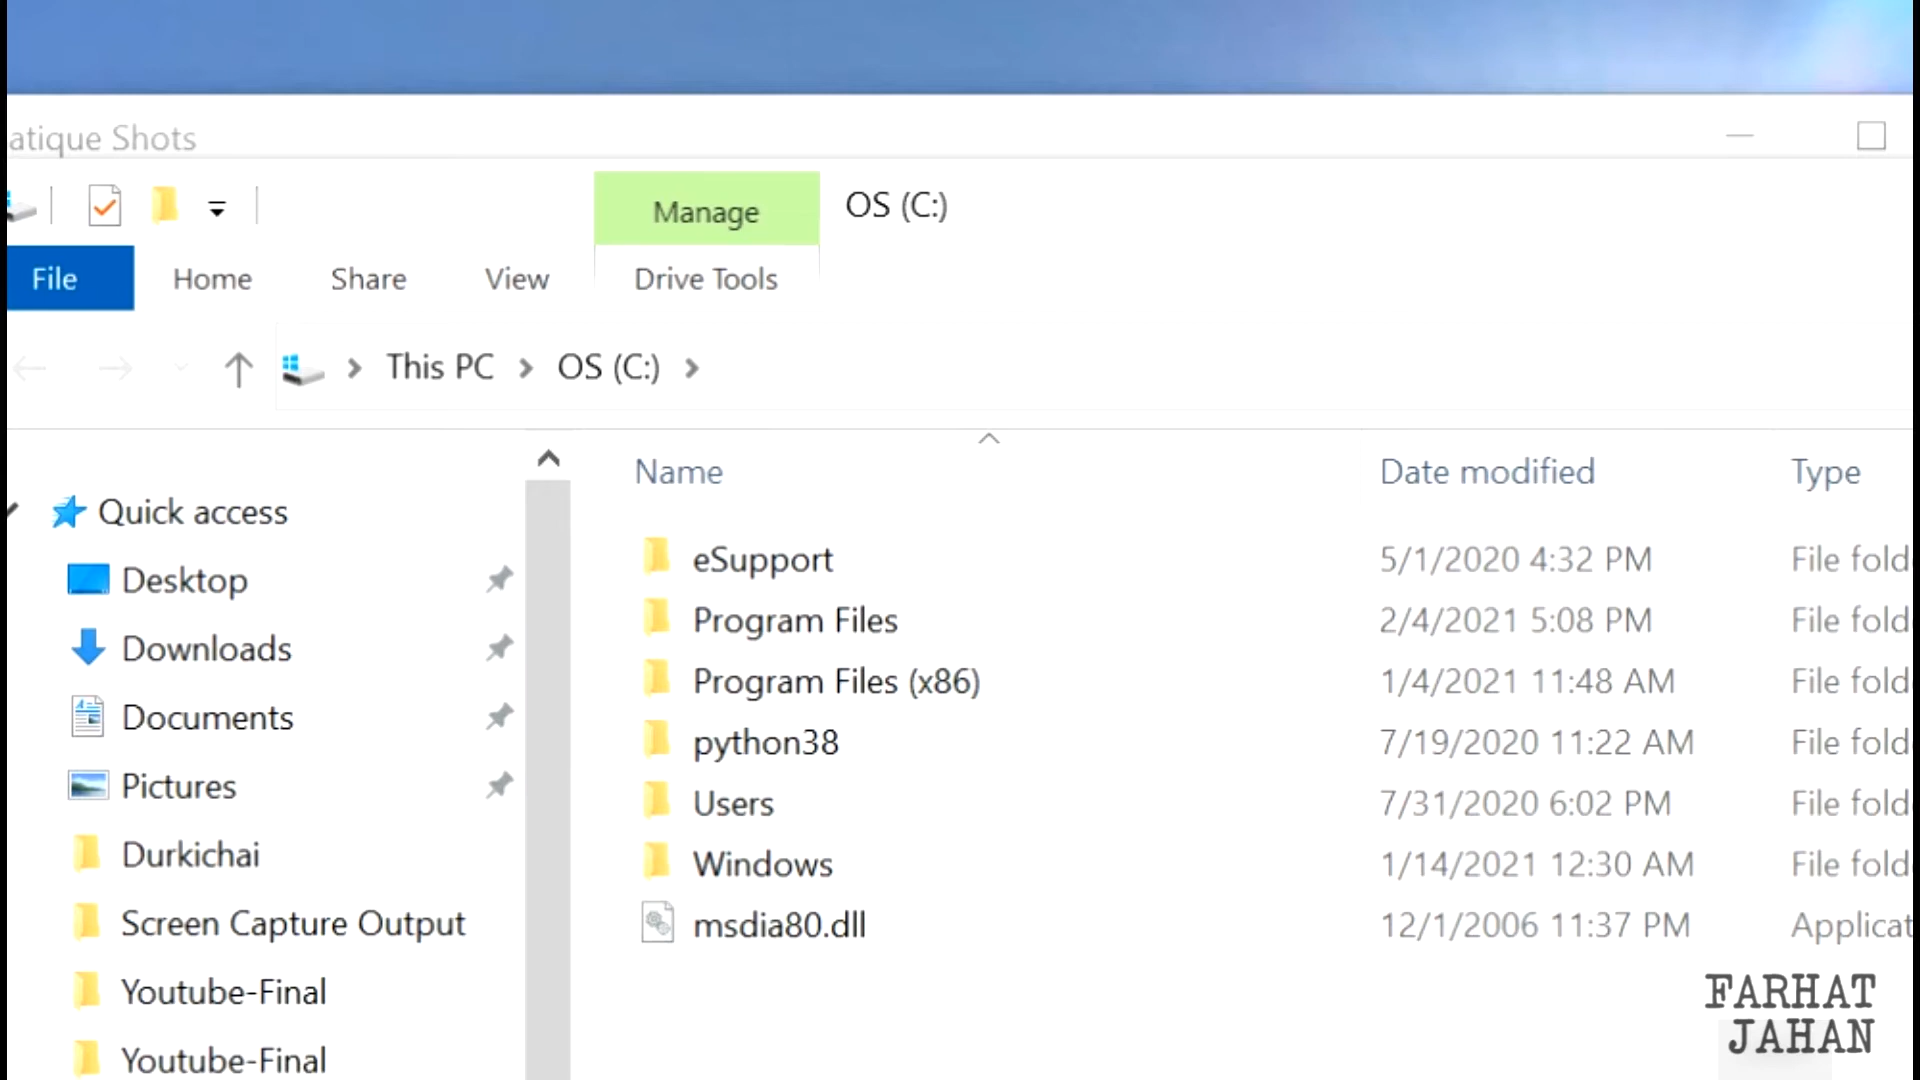 atique Shots
Manage
OS (C:)
File
Home
Share
View
Drive Tools
This PC
OS (C:)
Name
Date modified
Type
Quick access
Desktop
Downloads
Documents
Pictures
Durkichai
Screen Capture Output
Youtube-Final
Youtube-Final
eSupport 5/1/2020 4:32 PM File fold
Program Files 2/4/2021 5:08 PM File fold
Program Files (x86) 1/4/2021 11:48 AM File fold
python38 7/19/2020 11:22 AM File fold
Users 7/31/2020 6:02 PM File fold
Windows 1/14/2021 12:30 AM File fold
msdia80.dll 12/1/2006 11:37 PM Applicat
FARHAT
JAHAN